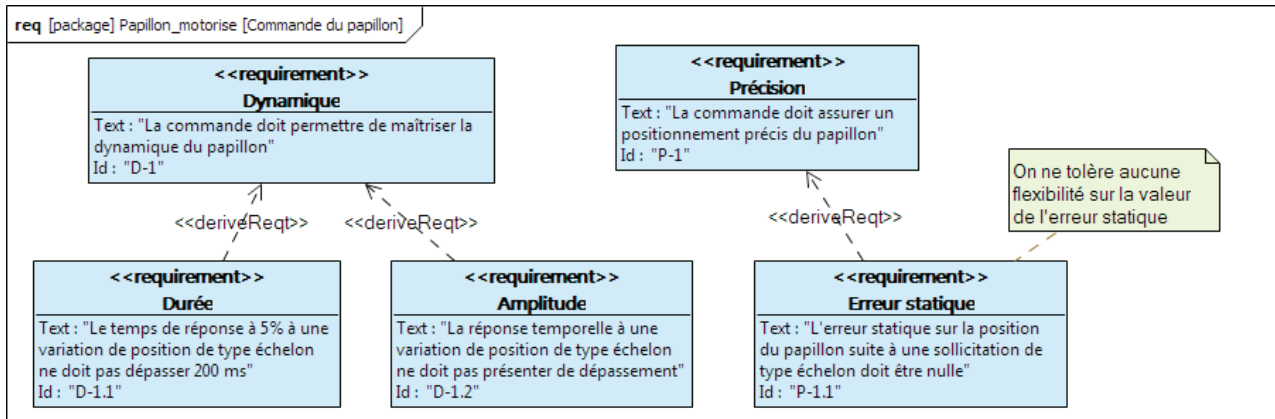 req [package] Papillon_motorise [Commande du papillon]
<<requirement>>
Dynamique
Text : "La commande doit permettre de maîtriser la
dynamique du papillon"
Id : "D-1"
<<requirement>>
Précision
Text : "La commande doit assurer un
positionnement précis du papillon"
Id : "P-1"
On ne tolère aucune
flexibilité sur la valeur
de l'erreur statique
<<deriveReqt>>
<<deriveReqt>>
<<deriveReqt>>
<<requirement>>
Durée
Text : "Le temps de réponse à 5% à une
variation de position de type échelon
ne doit pas dépasser 200 ms"
Id : "D-1.1"
<<requirement>>
Amplitude
Text : "La réponse temporelle à une
variation de position de type échelon
ne doit pas présenter de dépassement"
Id : "D-1.2"
<<requirement>>
Erreur statique
Text : "L'erreur statique sur la position
du papillon suite à une sollicitation de
type échelon doit être nulle"
Id : "P-1.1"